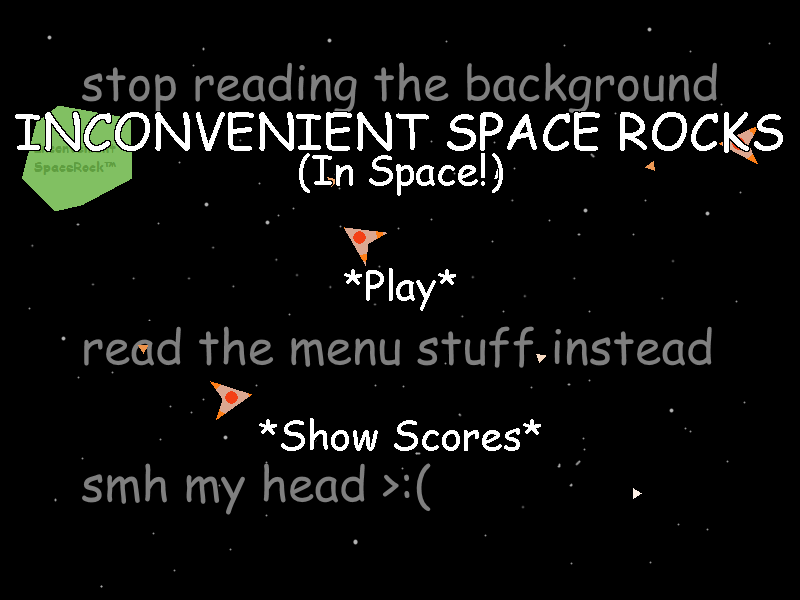 stop reading the background
INCONVENIENT SPACE ROCKS
SpaceRock™
(In Space!)
*Play*
read the menu stuff instead
*Show Scores*
smh my head >:(